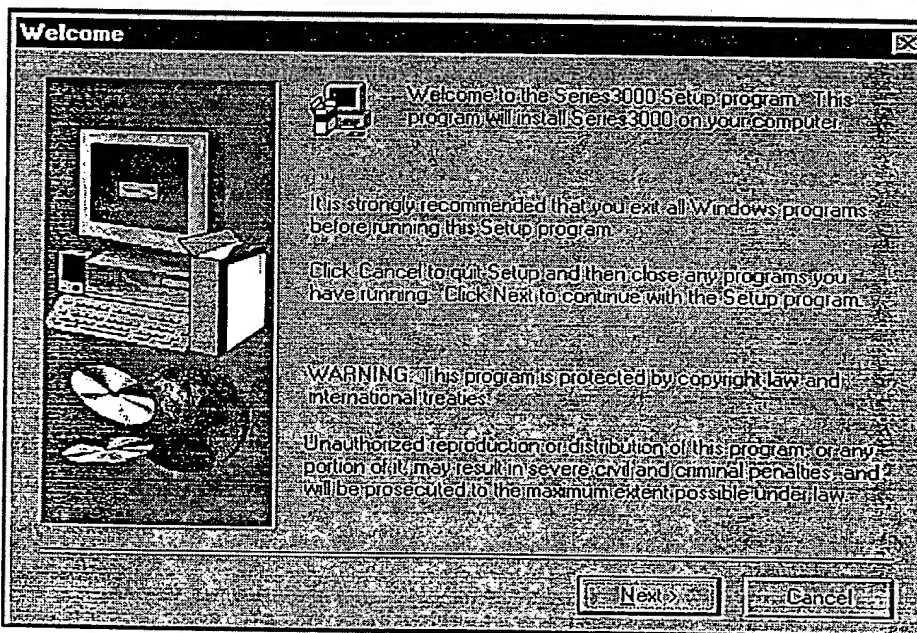 Welcome
Welcome to the Series3000 Setup program. This
program will install Series3000 on your computer.
It is strongly recommended that you exit all Windows programs
before running this Setup program.
Click Cancel to quit Setup and then close any programs you
have running. Click Next to continue with the Setup program.
WARNING: This program is protected by copyright law and
international treaties.
Unauthorized reproduction or distribution of this program, or any
portion of it, may result in severe civil and criminal penalties, and
will be prosecuted to the maximum extent possible under law.
Next >
Cancel